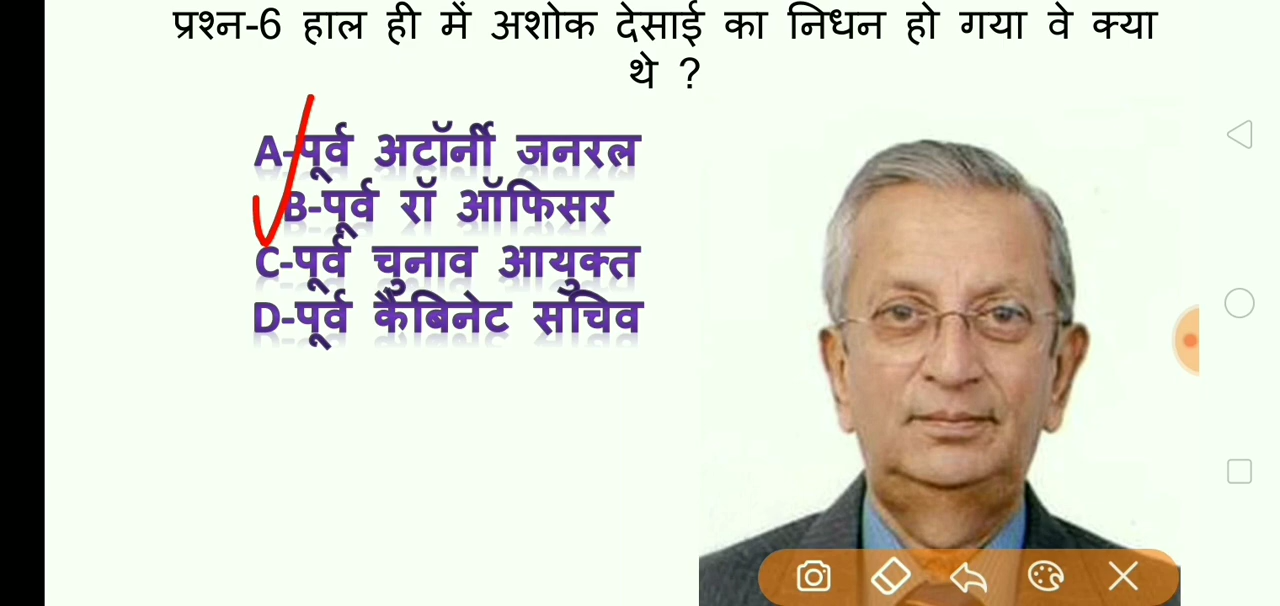 प्रश्न-6 हाल ही में अशोक देसाई का निधन हो गया वे क्या
थे ?
A-पूर्व अटॉर्नी जनरल
B-पूर्व रॉ ऑफिसर
C-पूर्व चुनाव आयुक्त
D-पूर्व कैबिनेट सचिव